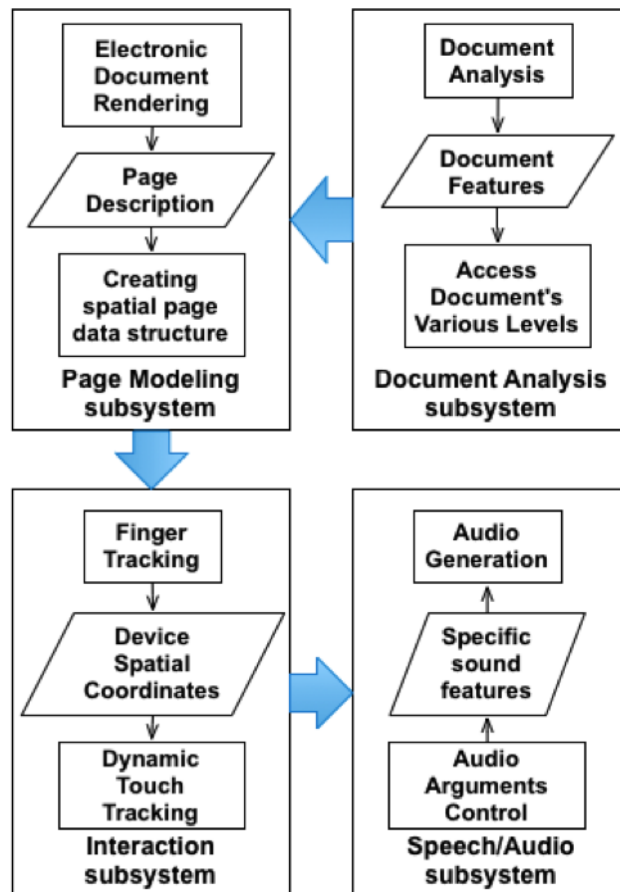 Electronic
Document
Rendering
Page
Description
Creating
spatial page
data structure
Page Modeling
subsystem
Document
Analysis
Document
Features
Access
Document's
Various Levels
Document Analysis
subsystem
Finger
Tracking
Device
Spatial
Coordinates
Dynamic
Touch
Tracking
Interaction
subsystem
Audio
Generation
Specific
sound
features
Audio
Arguments
Control
Speech/Audio
subsystem